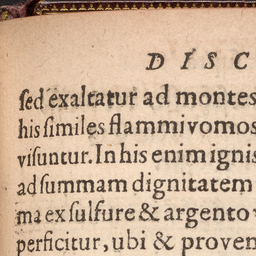 DISC
sed exaltatur ad montes
his similes flammivomos
visuntur. In his enim ignis
ad summam dignitatem
ma ex sulfure & argento
perficitur, ubi & proven